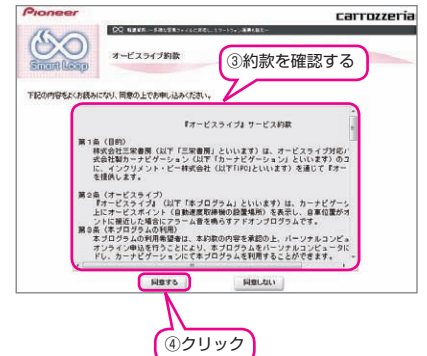 Pioneer
carrozzeria
Smart Loop
オービスライブ約款
③約款を確認する
下記の内容をよくお読みになり、同意の上でお申し込みください。
『オービスライブ』サービス約款
第1条（目的）
株式会社三栄書房（以下「三栄書房」といいます）は、オービスライブ対応パ
式会社製カーナビゲーション（以下「カーナビゲーション」といいます）のユ
に、インクリメント・ピー株式会社（以下「iPC」といいます）を通じて『オー
を提供します。
第2条（オービスライブ）
『オービスライブ』（以下「本プログラム」といいます）は、カーナビゲーシ
上にオービスポイント（自動速度取締機の設置場所）を表示し、自車位置がオ
ントに接近した場合にアラーム音を鳴らすアドオンプログラムです。
第3条（本プログラムの利用）
本プログラムの利用希望者は、本約款の内容を承認の上、パーソナルコンピュ
オンライン申込を行うことにより、本プログラムをパーソナルコンピュータに
ドし、カーナビゲーションにて本プログラムを利用することができます。
同意する
同意しない
④クリック